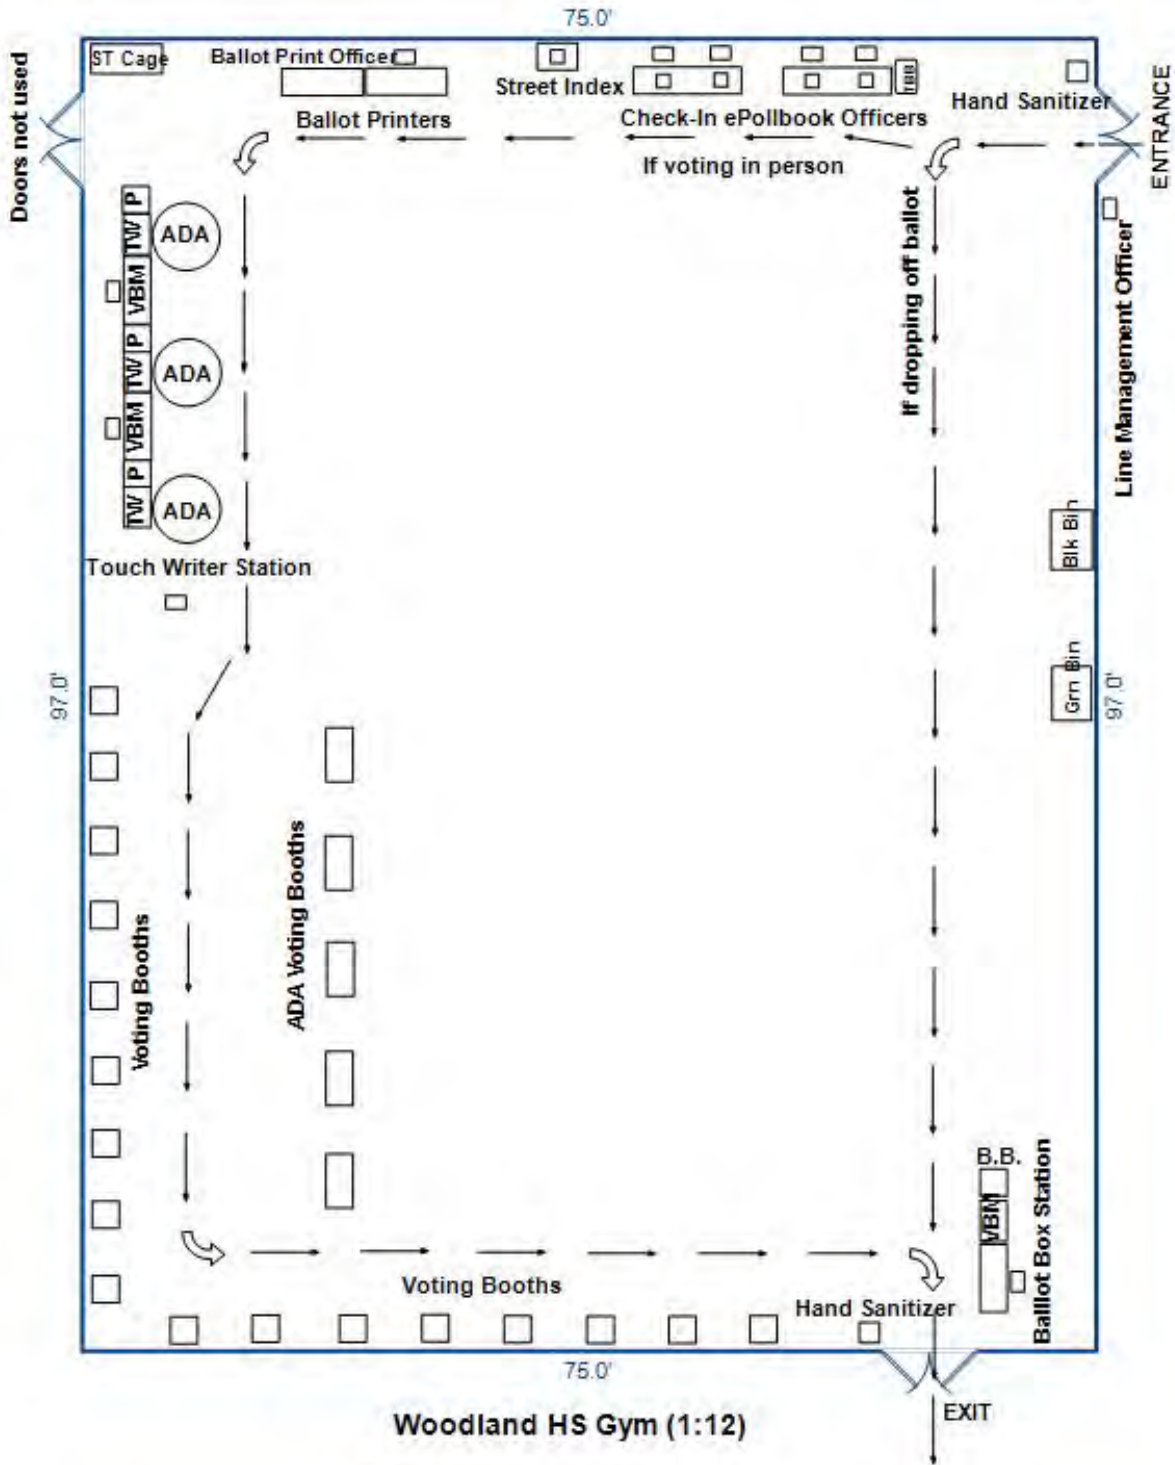 75.0'
ST Cage
Ballot Print Officer
Street Index
TBB
Hand Sanitizer
Ballot Printers
Check-In ePollbook Officers
If voting in person
Doors not used
ENTRANCE
P
TW
ADA
VBM
P
TW
ADA
VBM
P
TW
ADA
If dropping off ballot
Line Management Officer
Touch Writer Station
Blk Bin
Grn Bin
97.0'
97.0'
Voting Booths
ADA Voting Booths
B.B.
VBM
Balllot Box Station
Voting Booths
Hand Sanitizer
75.0'
EXIT
Woodland HS Gym (1:12)